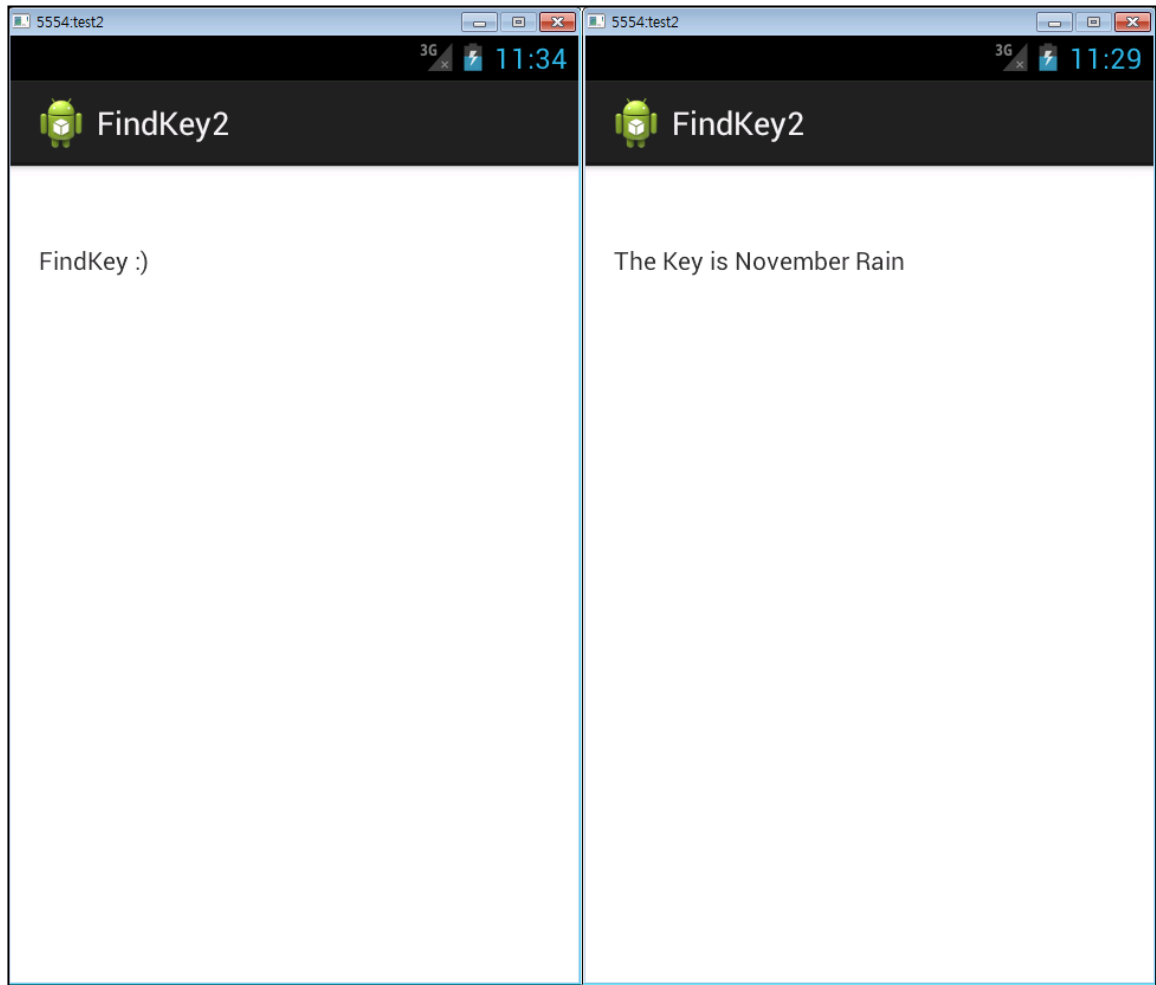 5554:test2
3G 11:34
FindKey2
FindKey :)
5554:test2
3G 11:29
FindKey2
The Key is November Rain